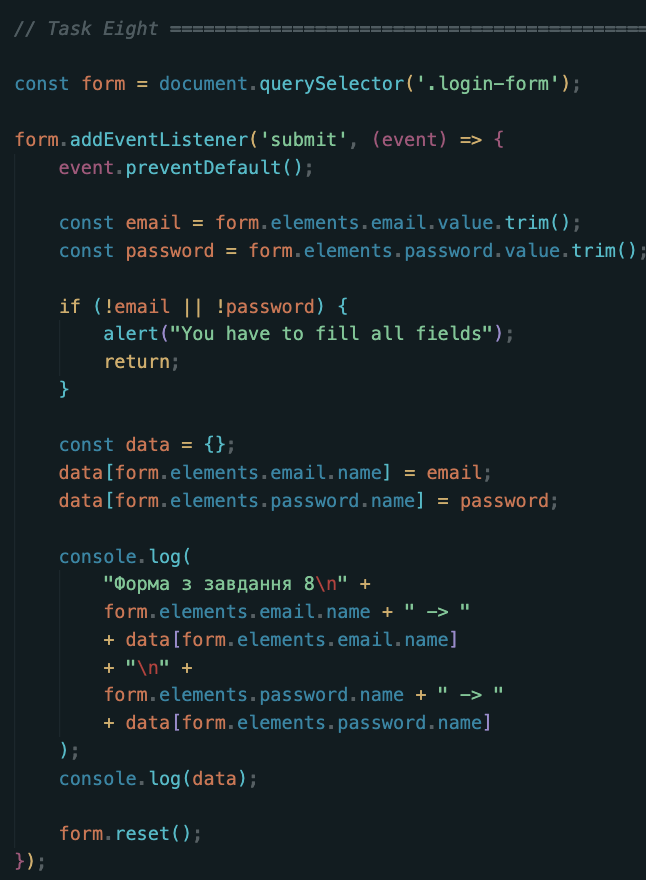 // Task Eight ===========================================
const form = document.querySelector('.login-form');
form.addEventListener('submit', (event) => {
event.preventDefault();
const email = form.elements.email.value.trim();
const password = form.elements.password.value.trim();
if (!email || !password) {
alert("You have to fill all fields");
return;
}
const data = {};
data[form.elements.email.name] = email;
data[form.elements.password.name] = password;
console.log(
"Форма з завдання 8\n" +
form.elements.email.name + " -> "
+ data[form.elements.email.name]
+ "\n" +
form.elements.password.name + " -> "
+ data[form.elements.password.name]
);
console.log(data);
form.reset();
});